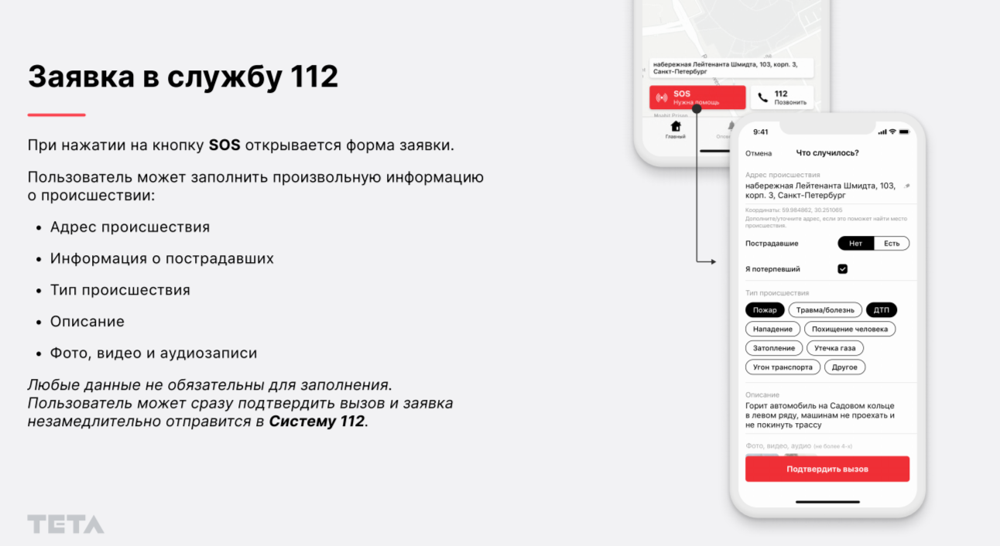 Заявка в службу 112
При нажатии на кнопку SOS открывается форма заявки.
Пользователь может заполнить произвольную информацию
о происшествии:
• Адрес происшествия
• Информация о пострадавших
• Тип происшествия
• Описание
• Фото, видео и аудиозаписи
Любые данные не обязательны для заполнения.
Пользователь может сразу подтвердить вызов и заявка
незамедлительно отправится в Систему 112.
ТЕТА
набережная Лейтенанта Шмидта, 103, корп. 3,
Санкт-Петербург
SOS
Нужна помощь
112
Позвонить
Главный
9:41
Отмена
Что случилось?
Адрес происшествия
набережная Лейтенанта Шмидта, 103,
корп. 3, Санкт-Петербург
Координаты: 59.984882, 30.251065
Дополните/уточните адрес, если это поможет найти место
происшествия.
Пострадавшие
Нет
Есть
Я потерпевший
Тип происшествия
Пожар
Травма/болезнь
ДТП
Нападение
Похищение человека
Затопление
Утечка газа
Угон транспорта
Другое
Описание
Горит автомобиль на Садовом кольце
в левом ряду, машинам не проехать и
не покинуть трассу
Фото, видео, аудио (не более 4-х)
Подтвердить вызов